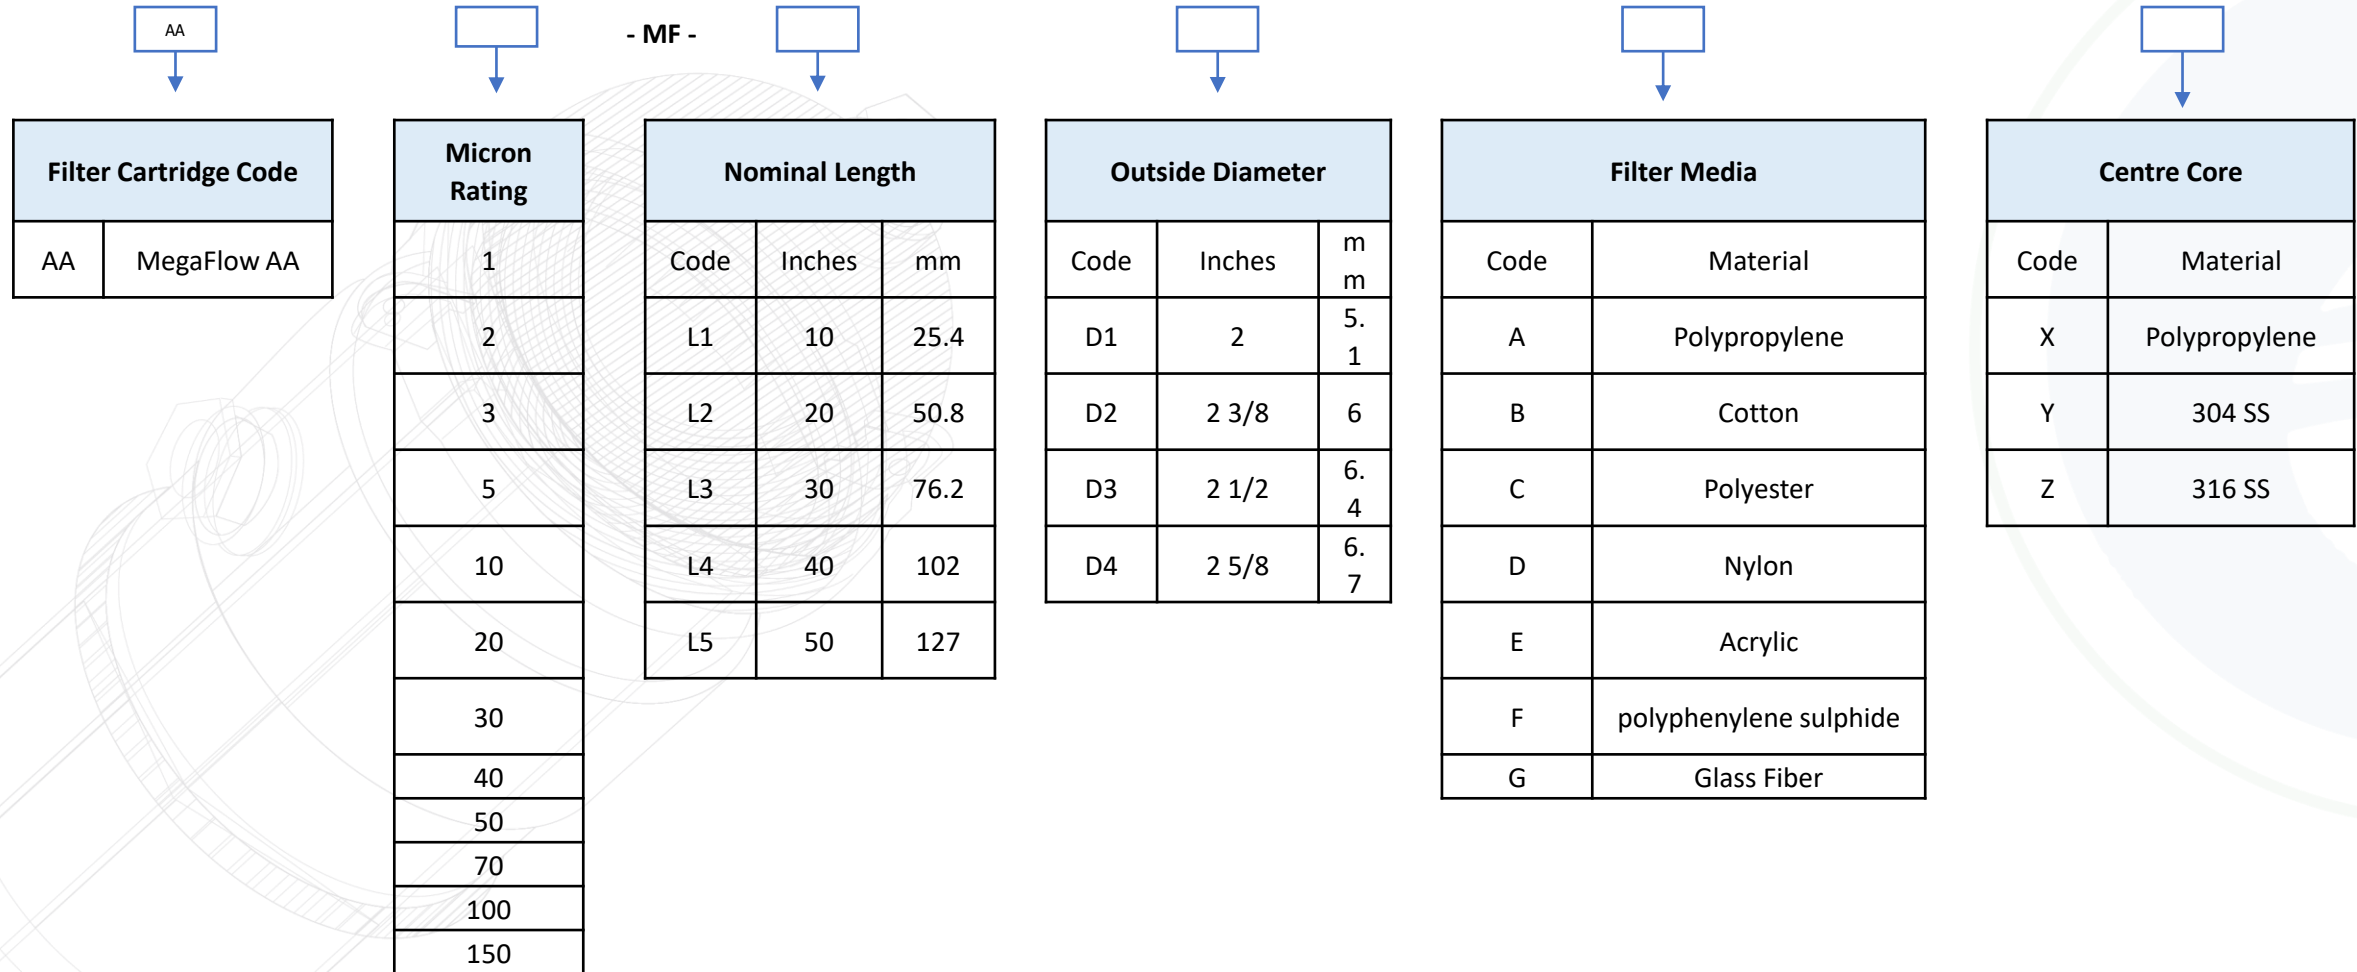 AA
- MF -
Filter Cartridge Code
AA MegaFlow AA
Micron
Rating
1
2
3
5
10
20
30
40
50
70
100
150
Nominal Length
Code Inches mm
L1 10 25.4
L2 20 50.8
L3 30 76.2
L4 40 102
L5 50 127
Outside Diameter
Code Inches m
m
D1 2 5.
1
D2 2 3/8 6
D3 2 1/2 6.
4
D4 2 5/8 6.
7
Filter Media
Code Material
A Polypropylene
B Cotton
C Polyester
D Nylon
E Acrylic
F polyphenylene sulphide
G Glass Fiber
Centre Core
Code Material
X Polypropylene
Y 304 SS
Z 316 SS